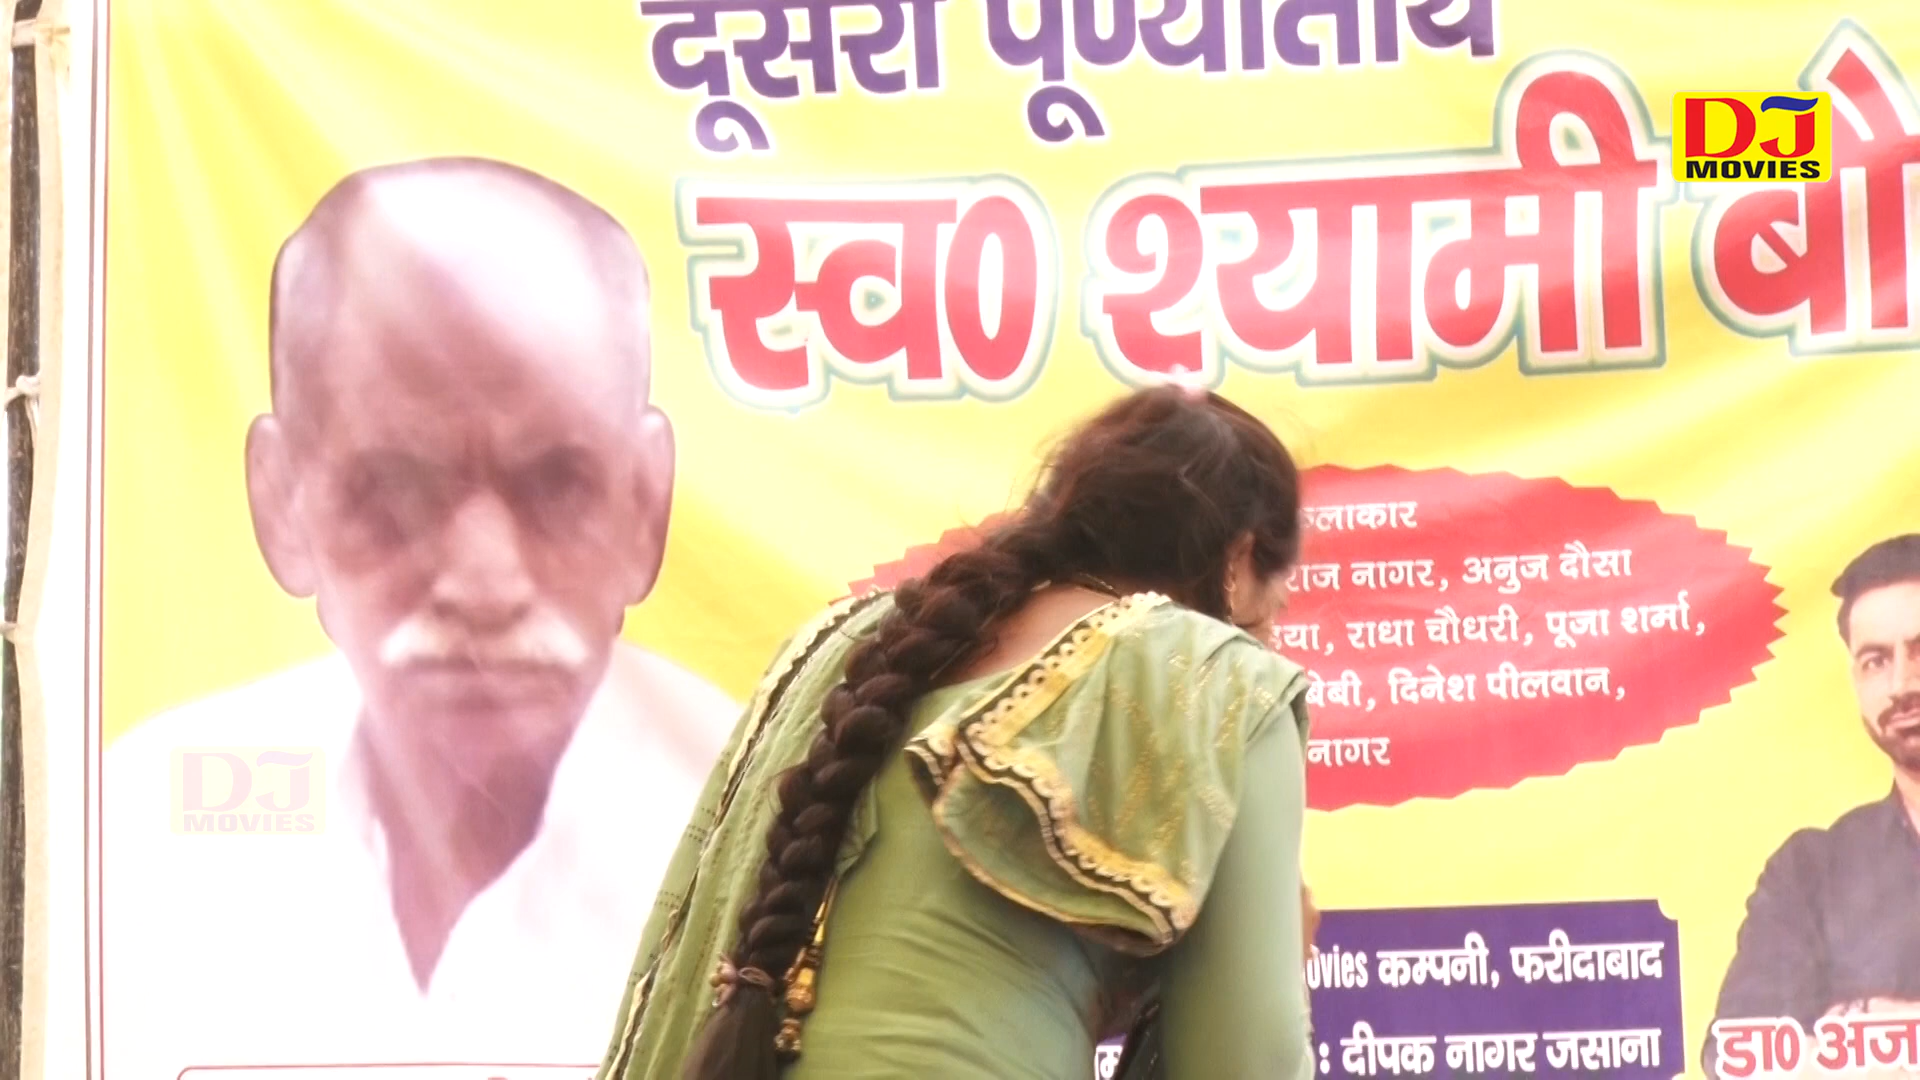 दूसरी पूण्यतिथि
DJ
MOVIES
स्व0 श्यामी
कलाकार
राज नागर, अनुज दौसा
राधा चौधरी, पूजा शर्मा,
बेबी, दिनेश पीलवान,
नागर
DJ
MOVIES
ovies कम्पनी, फरीदाबाद
: दीपक नागर जसाना
डा0 अज